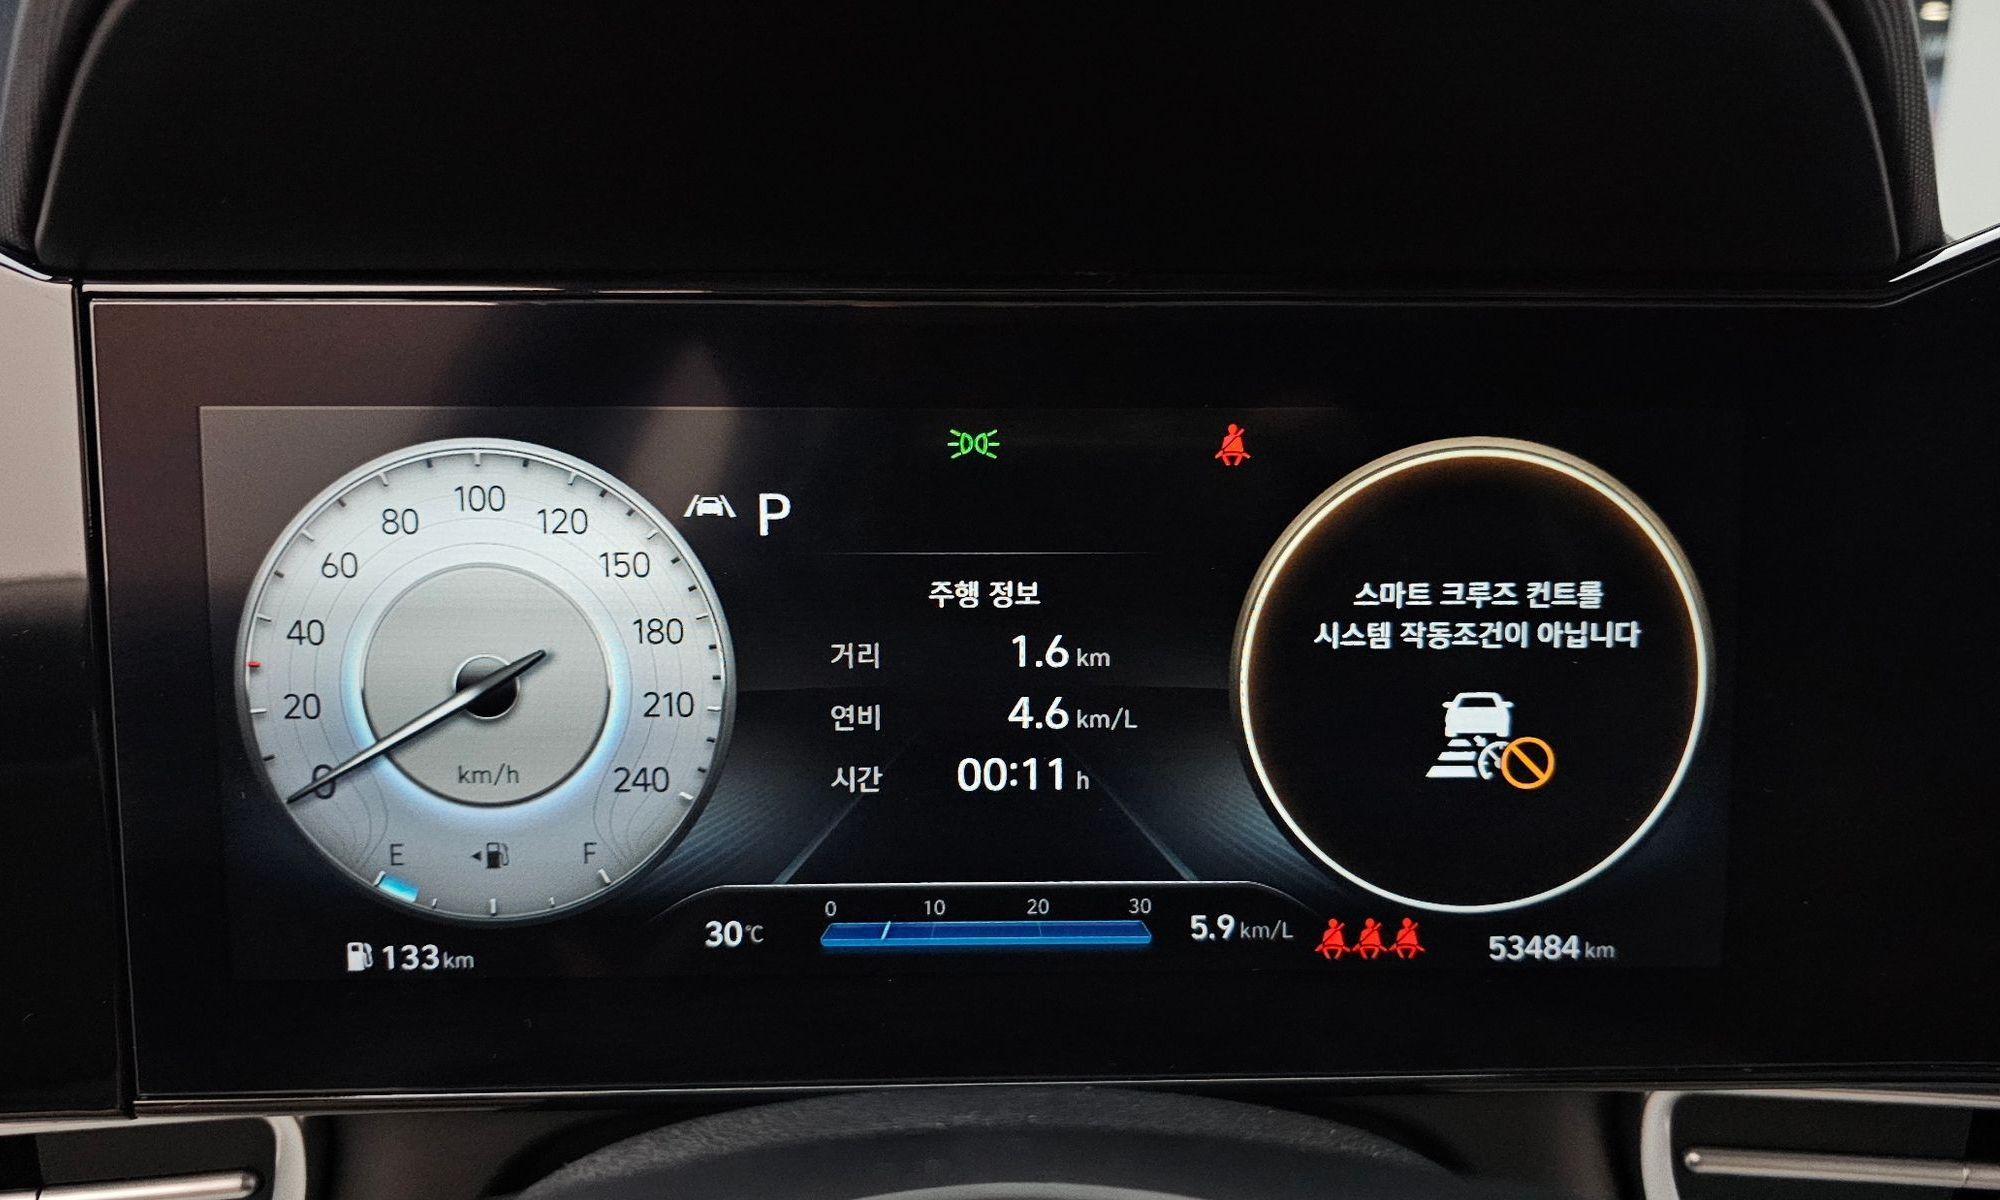 P
100
80
120
60
150
40
180
20
210
0
240
km/h
E
F
133 km
주행 정보
거리 1.6 km
연비 4.6 km/L
시간 00:11 h
스마트 크루즈 컨트롤
시스템 작동조건이 아닙니다
0 10 20 30
30°C
5.9 km/L
53484 km